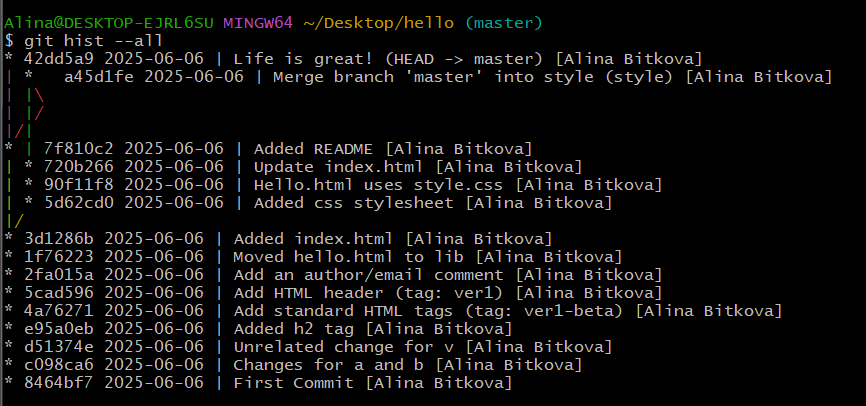 Alina@DESKTOP-EJRL6SU MINGW64 ~/Desktop/hello (master)
$ git hist --all
* 42dd5a9 2025-06-06 | Life is great! (HEAD -> master) [Alina Bitkova]
| *   a45d1fe 2025-06-06 | Merge branch 'master' into style (style) [Alina Bitkova]
| |\
| |/
|/|
* | 7f810c2 2025-06-06 | Added README [Alina Bitkova]
| * 720b266 2025-06-06 | Update index.html [Alina Bitkova]
| * 90f11f8 2025-06-06 | Hello.html uses style.css [Alina Bitkova]
| * 5d62cd0 2025-06-06 | Added css stylesheet [Alina Bitkova]
|/
* 3d1286b 2025-06-06 | Added index.html [Alina Bitkova]
* 1f76223 2025-06-06 | Moved hello.html to lib [Alina Bitkova]
* 2fa015a 2025-06-06 | Add an author/email comment [Alina Bitkova]
* 5cad596 2025-06-06 | Add HTML header (tag: ver1) [Alina Bitkova]
* 4a76271 2025-06-06 | Add standard HTML tags (tag: ver1-beta) [Alina Bitkova]
* e95a0eb 2025-06-06 | Added h2 tag [Alina Bitkova]
* d51374e 2025-06-06 | Unrelated change for v [Alina Bitkova]
* c098ca6 2025-06-06 | Changes for a and b [Alina Bitkova]
* 8464bf7 2025-06-06 | First Commit [Alina Bitkova]